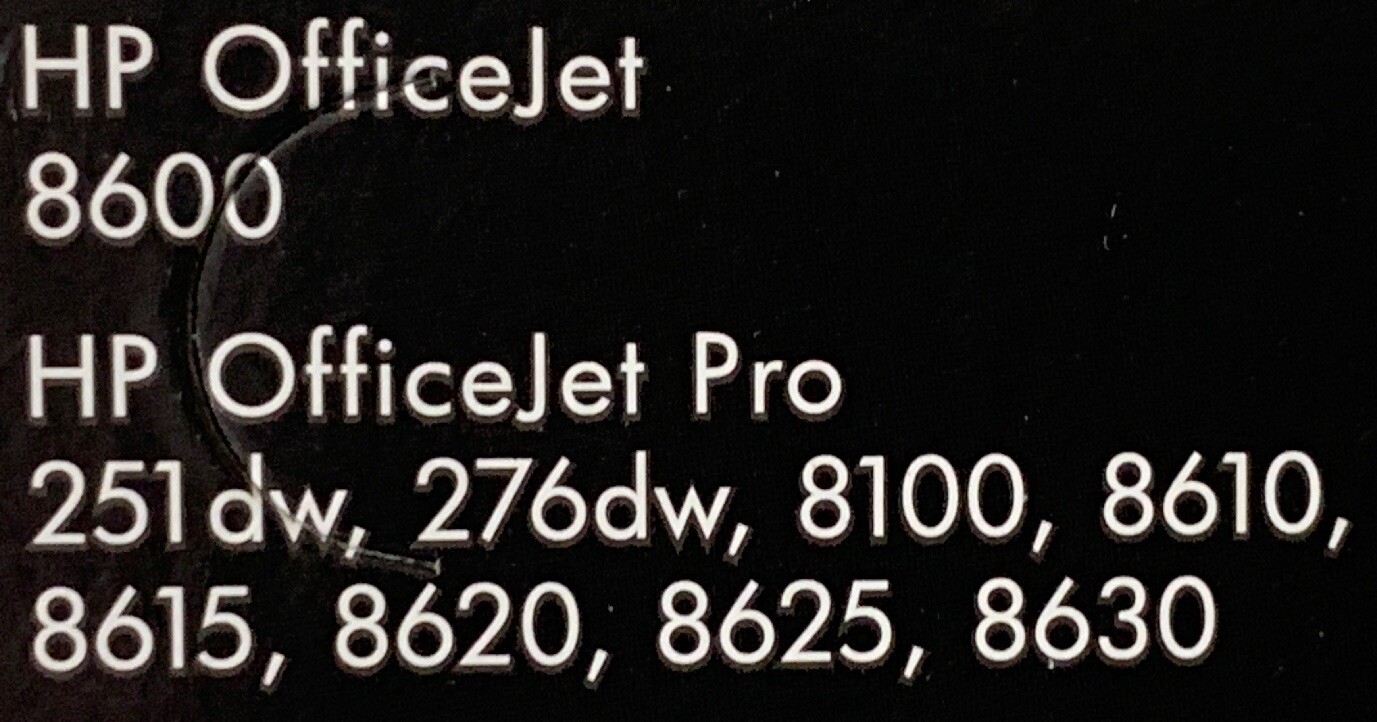 HP OfficeJet
8600
HP OfficeJet Pro
251dw, 276dw, 8100, 8610,
8615, 8620, 8625, 8630